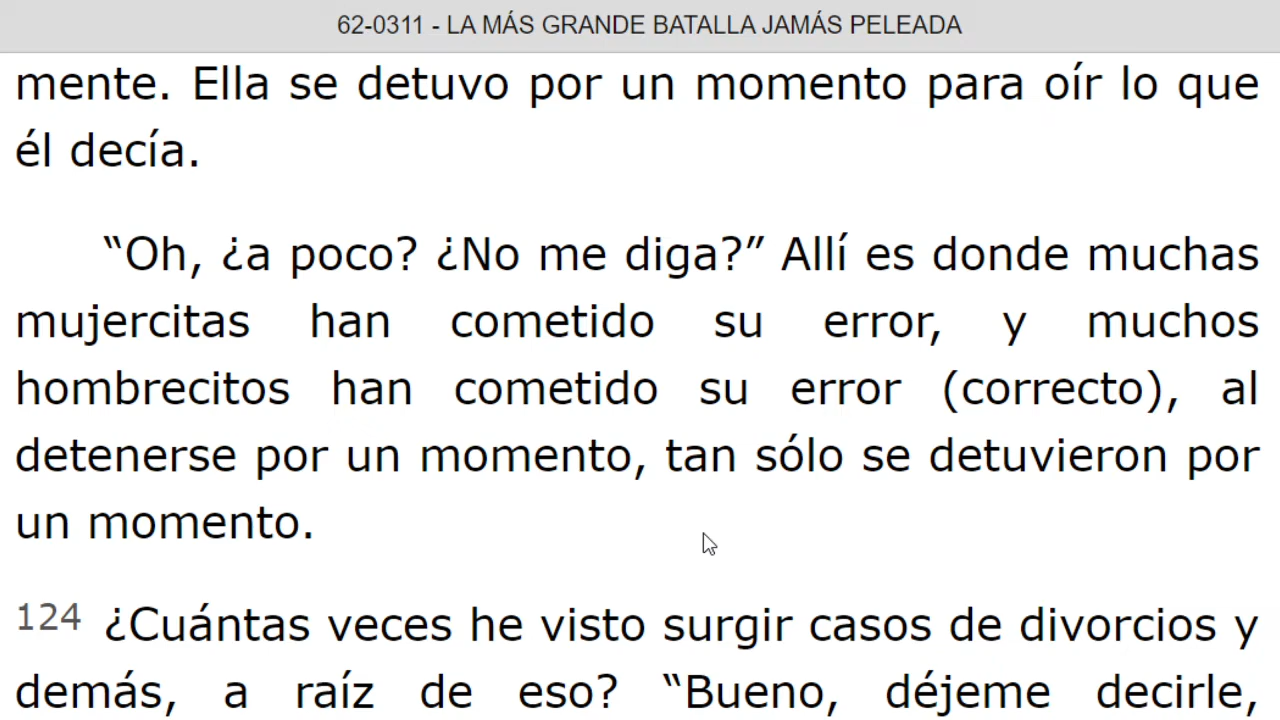 62-0311 - LA MÁS GRANDE BATALLA JAMÁS PELEADA
mente. Ella se detuvo por un momento para oír lo que
él decía.
“Oh, ¿a poco? ¿No me diga?” Allí es donde muchas
mujercitas han cometido su error, y muchos
hombrecitos han cometido su error (correcto), al
detenerse por un momento, tan sólo se detuvieron por
un momento.
124 ¿Cuántas veces he visto surgir casos de divorcios y
demás, a raíz de eso? “Bueno, déjeme decirle,